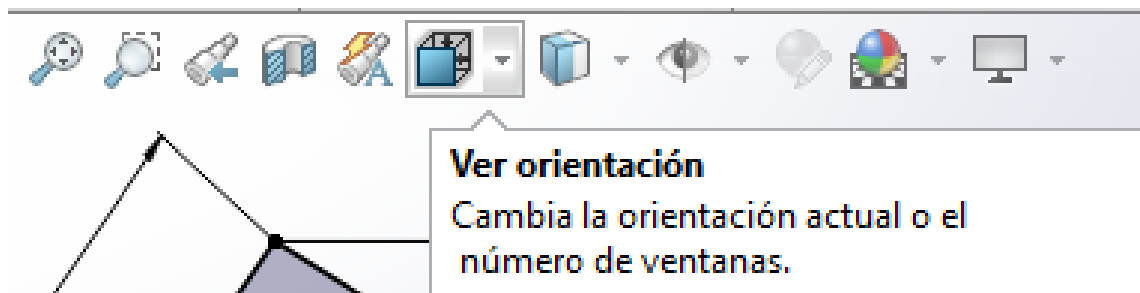 Ver orientación
Cambia la orientación actual o el
número de ventanas.